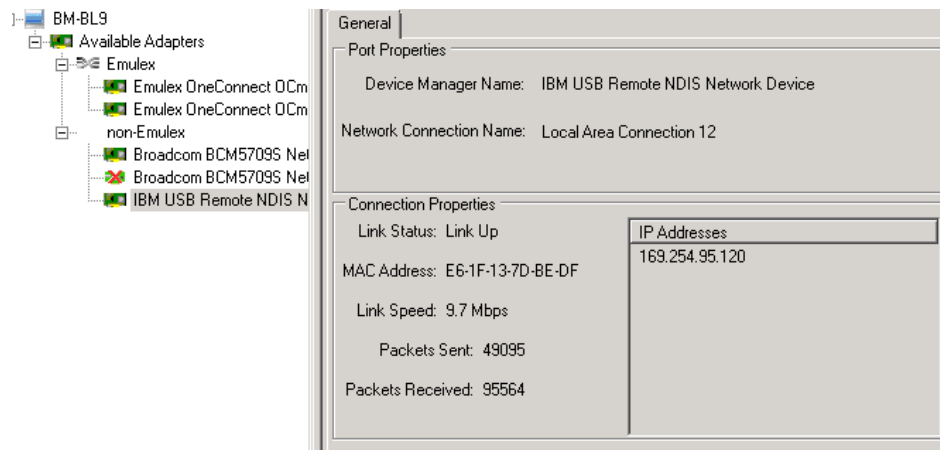 BM-BL9
Available Adapters
Emulex
Emulex OneConnect OCm
Emulex OneConnect OCm
non-Emulex
Broadcom BCM5709S Net
Broadcom BCM5709S Net
IBM USB Remote NDIS N
General
Port Properties
Device Manager Name: IBM USB Remote NDIS Network Device
Network Connection Name: Local Area Connection 12
Connection Properties
Link Status: Link Up
MAC Address: E6-1F-13-7D-BE-DF
Link Speed: 9.7 Mbps
Packets Sent: 49095
Packets Received: 95564
IP Addresses
169.254.95.120